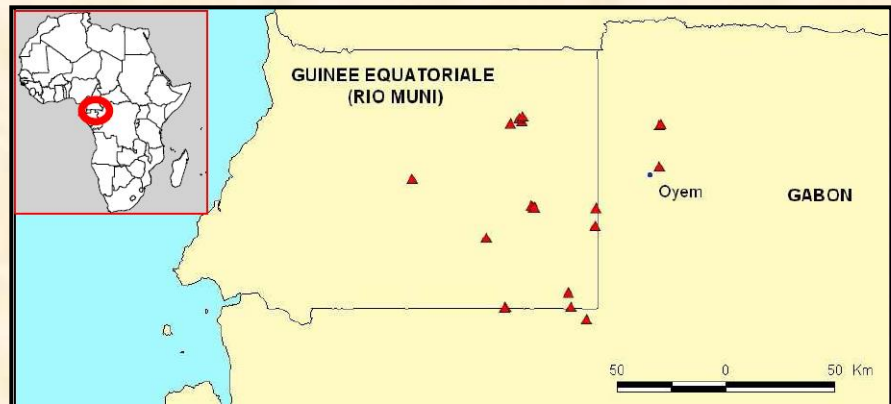 GUINEE EQUATORIALE
(RIO MUNI)
Oyem
GABON
50 0 50 Km